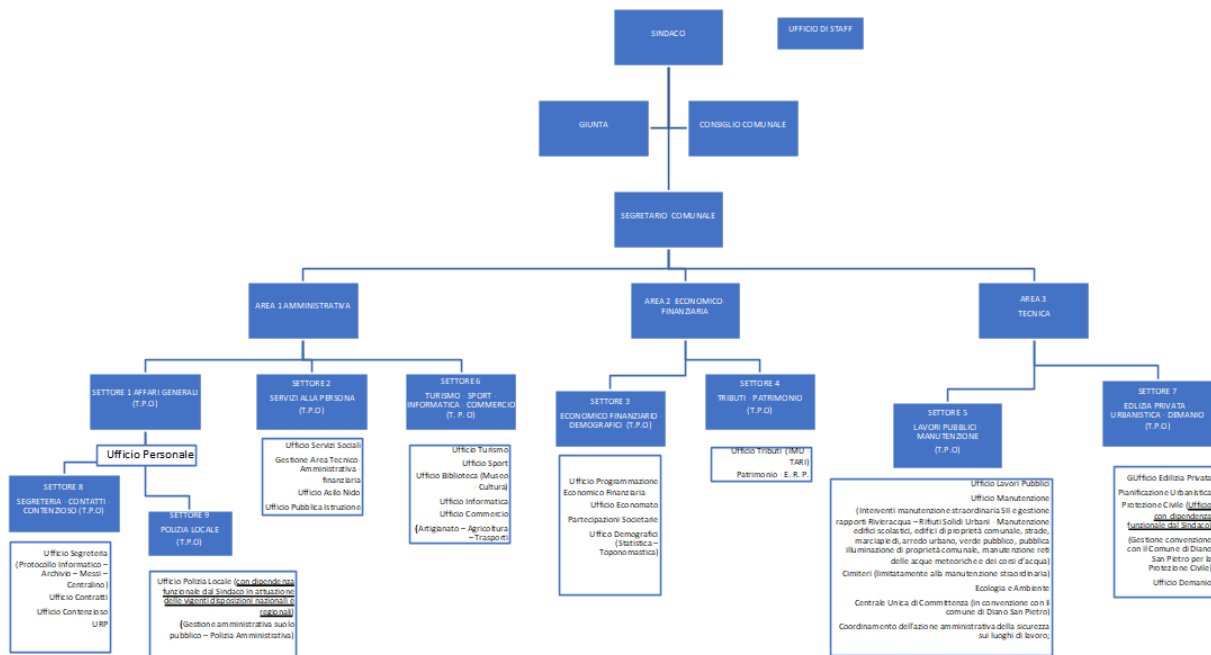 SINDACO
UFFICIO DI STAFF
GIUNTA
CONSIGLIO COMUNALE
SEGRETARIO COMUNALE
AREA 1 AMMINISTRATIVA
AREA 2 ECONOMICO
FINANZIARIA
AREA 3
TECNICA
SETTORE 1 AFFARI GENERALI
(T.P.O)
Ufficio Personale
SETTORE 8
SEGRETERIA - CONTATTI -
CONTENZIOSO (T.P.O)
Ufficio Segreteria
(Protocollo Informatico –
Archivio – Messi –
Centralino)
Ufficio Contratti
Ufficio Contenzioso
URP
SETTORE 9
POLIZIA LOCALE
(T.P.O)
Ufficio Polizia Locale (con dipendenza
funzionale dal Sindaco in attuazione
delle vigenti disposizioni nazionali e
regionali)
(Gestione amministrativa suolo
pubblico – Polizia Amministrativa)
SETTORE 2
SERVIZI ALLA PERSONA
(T.P.O)
Ufficio Servizi Sociali
Gestione Area Tecnico-
Amministrativa -
finanziaria
Ufficio Asilo Nido
Ufficio Pubblica Istruzione
SETTORE 6
TURISMO - SPORT -
INFORMATICA - COMMERCIO
(T. P. O)
Ufficio Turismo
Ufficio Sport
Ufficio Biblioteca (Museo
- Cultura)
Ufficio Informatica
Ufficio Commercio
(Artigianato – Agricoltura
– Trasporti
SETTORE 3
ECONOMICO FINANZIARIO -
DEMOGRAFICI (T.P.O)
Ufficio Programmazione
Economico Finanziaria
Ufficio Economato
Partecipazioni Societarie
Uffico Demografici
(Statistica –
Toponomastica)
SETTORE 4
TRIBUTI - PATRIMONIO
(T.P.O)
Ufficio Tributi (IMU
TARI)
Patrimonio - E. R. P.
SETTORE 5
LAVORI PUBBLICI -
MANUTENZIONE
(T.P.O)
Ufficio Lavori Pubblici
Ufficio Manutenzione
(Interventi manutenzione straordinaria SII e gestione
rapporti Rivieracqua – Rifiuti Solidi Urbani - Manutenzione
edifici scolastici, edifici di proprietà comunale, strade,
marciapiedi, arredo urbano, verde pubblico, pubblica
illuminazione di proprietà comunale, manutenzione reti
delle acque meteoriche e dei corsi d'acqua)
Cimiteri (limitatamente alla manutenzione straordinaria)
Ecologia e Ambiente
Centrale Unica di Committenza (in convenzione con il
comune di Diano San Pietro)
Coordinamento dell'azione amministrativa della sicurezza
sui luoghi di lavoro;
SETTORE 7
EDLIZIA PRIVATA -
URBANISTICA - DEMANIO
(T.P.O)
GUfficio Edilizia Privata
Pianificazione Urbanistica
Protezione Civile (Ufficio
con dipendenza
funzionale dal Sindaco)
(Gestione convenzione
con il Comune di Diano
San Pietro per la
Protezione Civile)
Ufficio Demanio